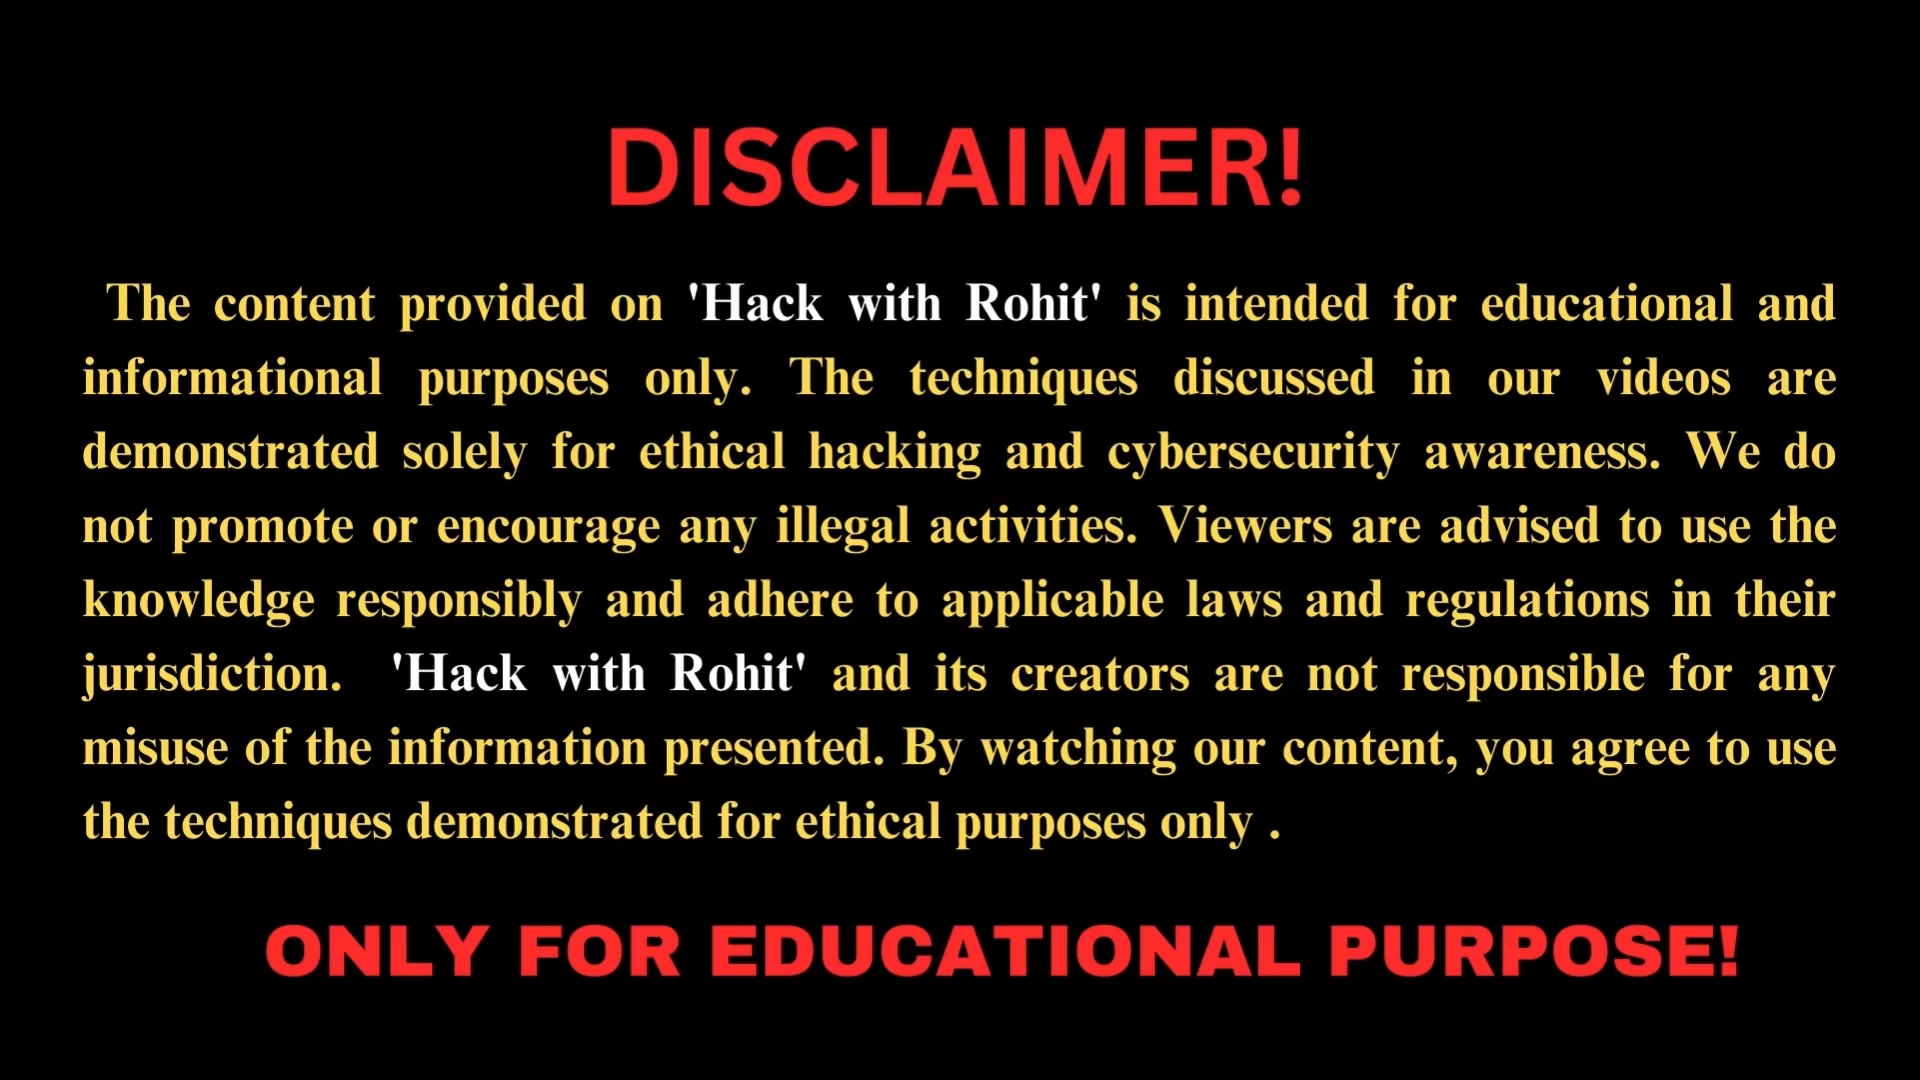 DISCLAIMER!
The content provided on 'Hack with Rohit' is intended for educational and
informational purposes only. The techniques discussed in our videos are
demonstrated solely for ethical hacking and cybersecurity awareness. We do
not promote or encourage any illegal activities. Viewers are advised to use the
knowledge responsibly and adhere to applicable laws and regulations in their
jurisdiction. 'Hack with Rohit' and its creators are not responsible for any
misuse of the information presented. By watching our content, you agree to use
the techniques demonstrated for ethical purposes only .
ONLY FOR EDUCATIONAL PURPOSE!